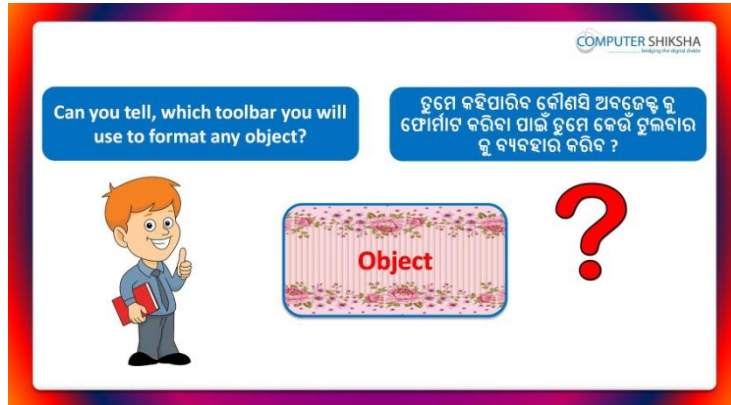 COMPUTER SHIKSHA
bridging the digital divide
Can you tell, which toolbar you will
use to format any object?
ତୁମେ କହିପାରିବ କୌଣସି ଅବଜେକ୍ଟ କୁ
ଫୋର୍ମାଟ କରିବା ପାଇଁ ତୁମେ କେଉଁ ଟୁଲବାର
କୁ ବ୍ୟବହାର କରିବ ?
Object